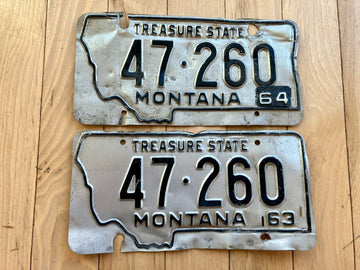 TREASURE STATE
47·260
MONTANA 64
TREASURE STATE
47·260
MONTANA 63